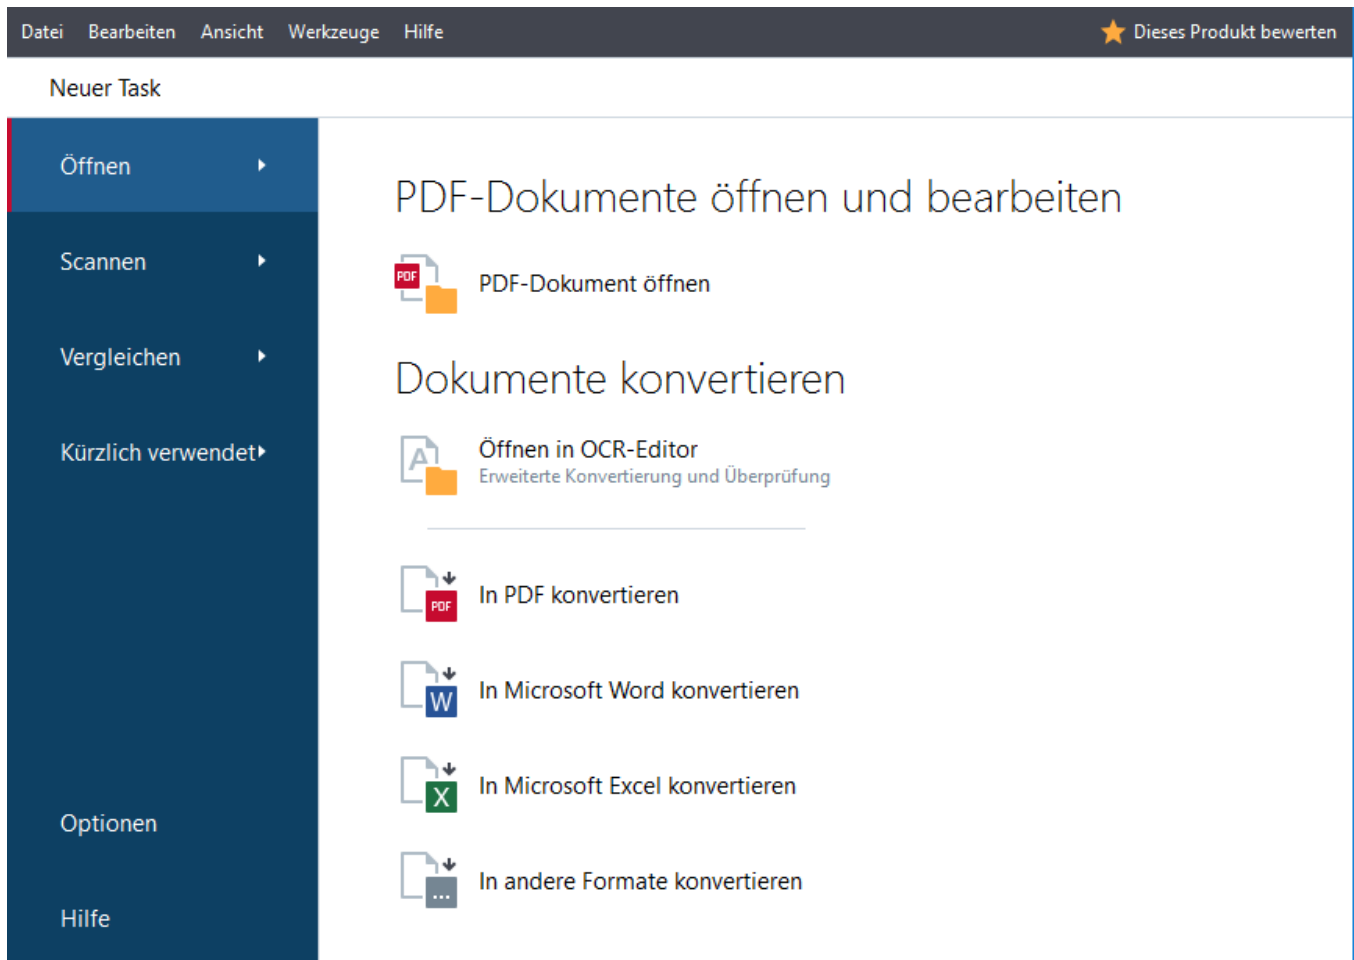 Datei Bearbeiten Ansicht Werkzeuge Hilfe Dieses Produkt bewerten
Neuer Task
Öffnen
Scannen
Vergleichen
Kürzlich verwendet
Optionen
Hilfe
PDF-Dokumente öffnen und bearbeiten
PDF
PDF-Dokument öffnen
Dokumente konvertieren
A
Öffnen in OCR-Editor
Erweiterte Konvertierung und Überprüfung
PDF
In PDF konvertieren
W
In Microsoft Word konvertieren
X
In Microsoft Excel konvertieren
...
In andere Formate konvertieren